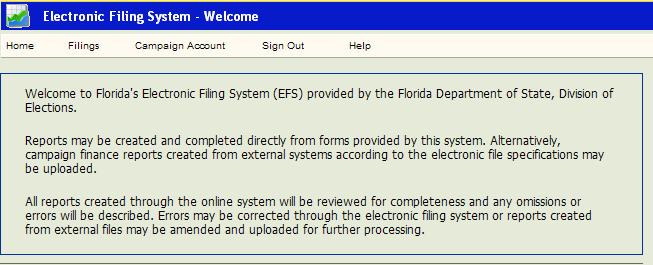 Electronic Filing System - Welcome
Home Filings Campaign Account Sign Out Help
Welcome to Florida's Electronic Filing System (EFS) provided by the Florida Department of State, Division of
Elections.
Reports may be created and completed directly from forms provided by this system. Alternatively,
campaign finance reports created from external systems according to the electronic file specifications may
be uploaded.
All reports created through the online system will be reviewed for completeness and any omissions or
errors will be described. Errors may be corrected through the electronic filing system or reports created
from external files may be amended and uploaded for further processing.